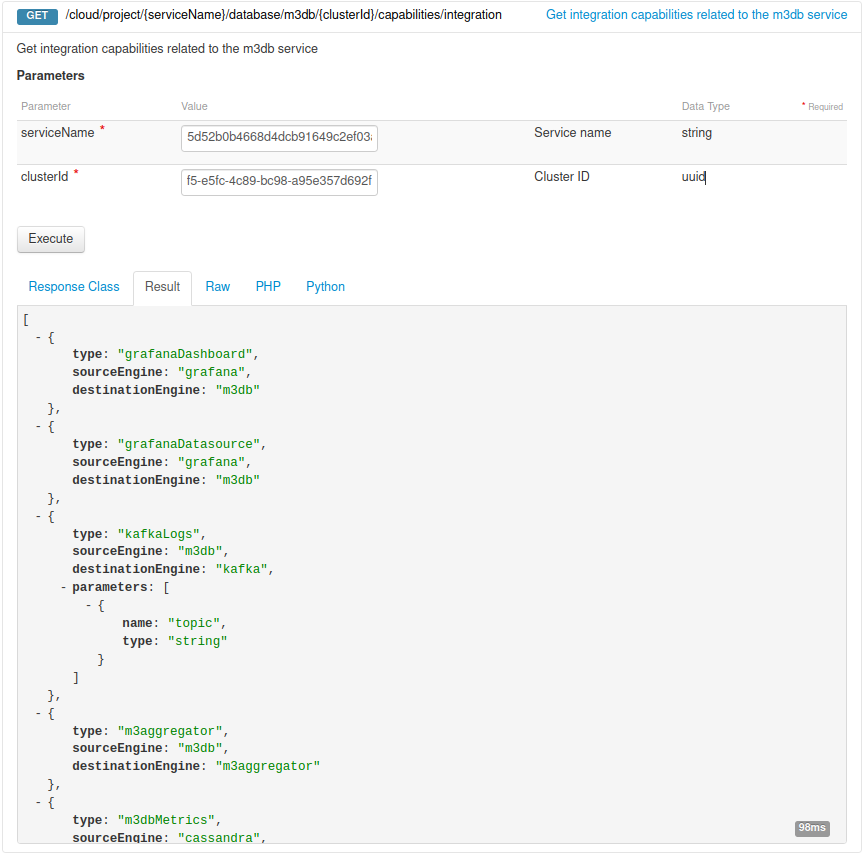 GET /cloud/project/{serviceName}/database/m3db/{clusterId}/capabilities/integration Get integration capabilities related to the m3db service
Get integration capabilities related to the m3db service
Parameters
Parameter Value Data Type * Required
serviceName * 5d52b0b4668d4dcb91649c2ef03 Service name string
clusterId * f5-e5fc-4c89-bc98-a95e357d692f Cluster ID uuid
Execute
Response Class Result Raw PHP Python
[
- {
type: "grafanaDashboard",
sourceEngine: "grafana",
destinationEngine: "m3db"
},
- {
type: "grafanaDatasource",
sourceEngine: "grafana",
destinationEngine: "m3db"
},
- {
type: "kafkaLogs",
sourceEngine: "m3db",
destinationEngine: "kafka",
- parameters: [
- {
name: "topic",
type: "string"
}
]
},
- {
type: "m3aggregator",
sourceEngine: "m3db",
destinationEngine: "m3aggregator"
},
- {
type: "m3dbMetrics",
sourceEngine: "cassandra",
98ms